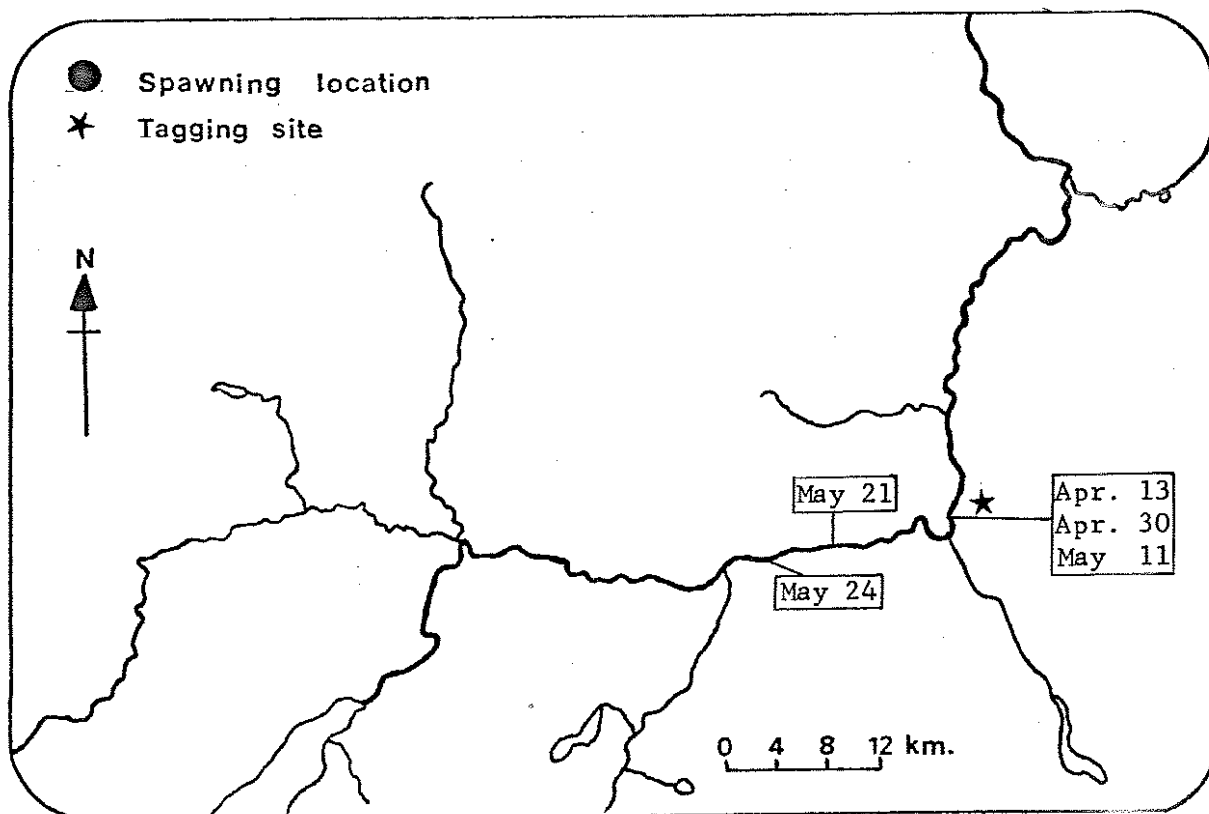 Spawning location
Tagging site
N
May 21
Apr. 13
Apr. 30
May 11
May 24
0 4 8 12 km.